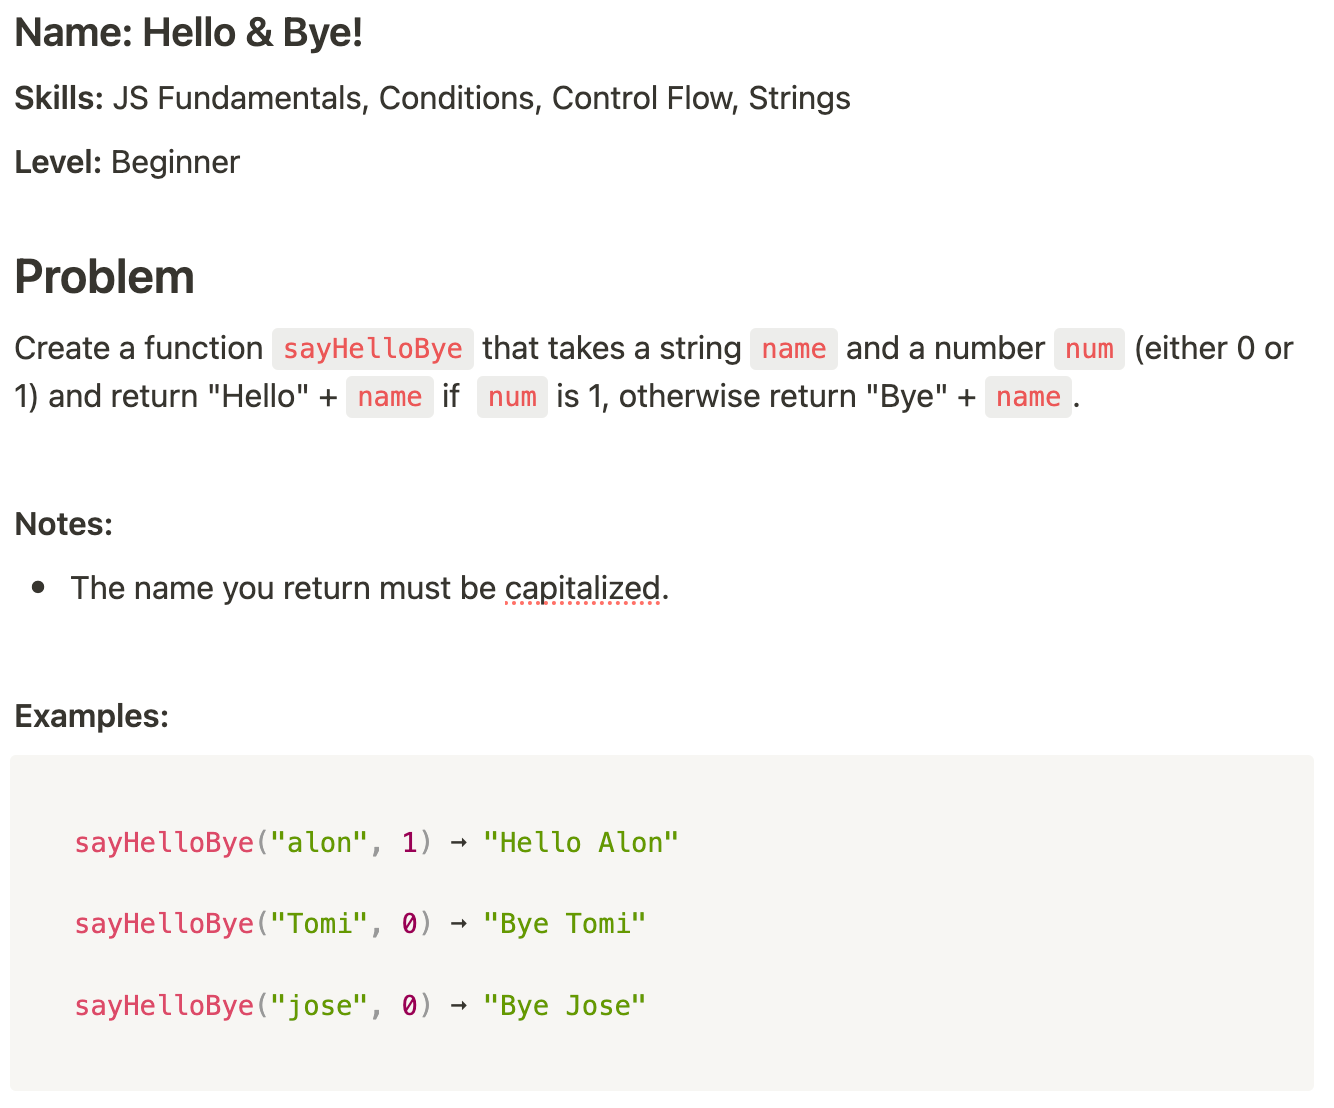 Name: Hello & Bye!
Skills: JS Fundamentals, Conditions, Control Flow, Strings
Level: Beginner
Problem
Create a function sayHelloBye that takes a string name and a number num (either 0 or
1) and return "Hello" + name if num is 1, otherwise return "Bye" + name.
Notes:
• The name you return must be capitalized.
Examples:
sayHelloBye("alon", 1) → "Hello Alon"
sayHelloBye("Tomi", 0) → "Bye Tomi"
sayHelloBye("jose", 0) → "Bye Jose"